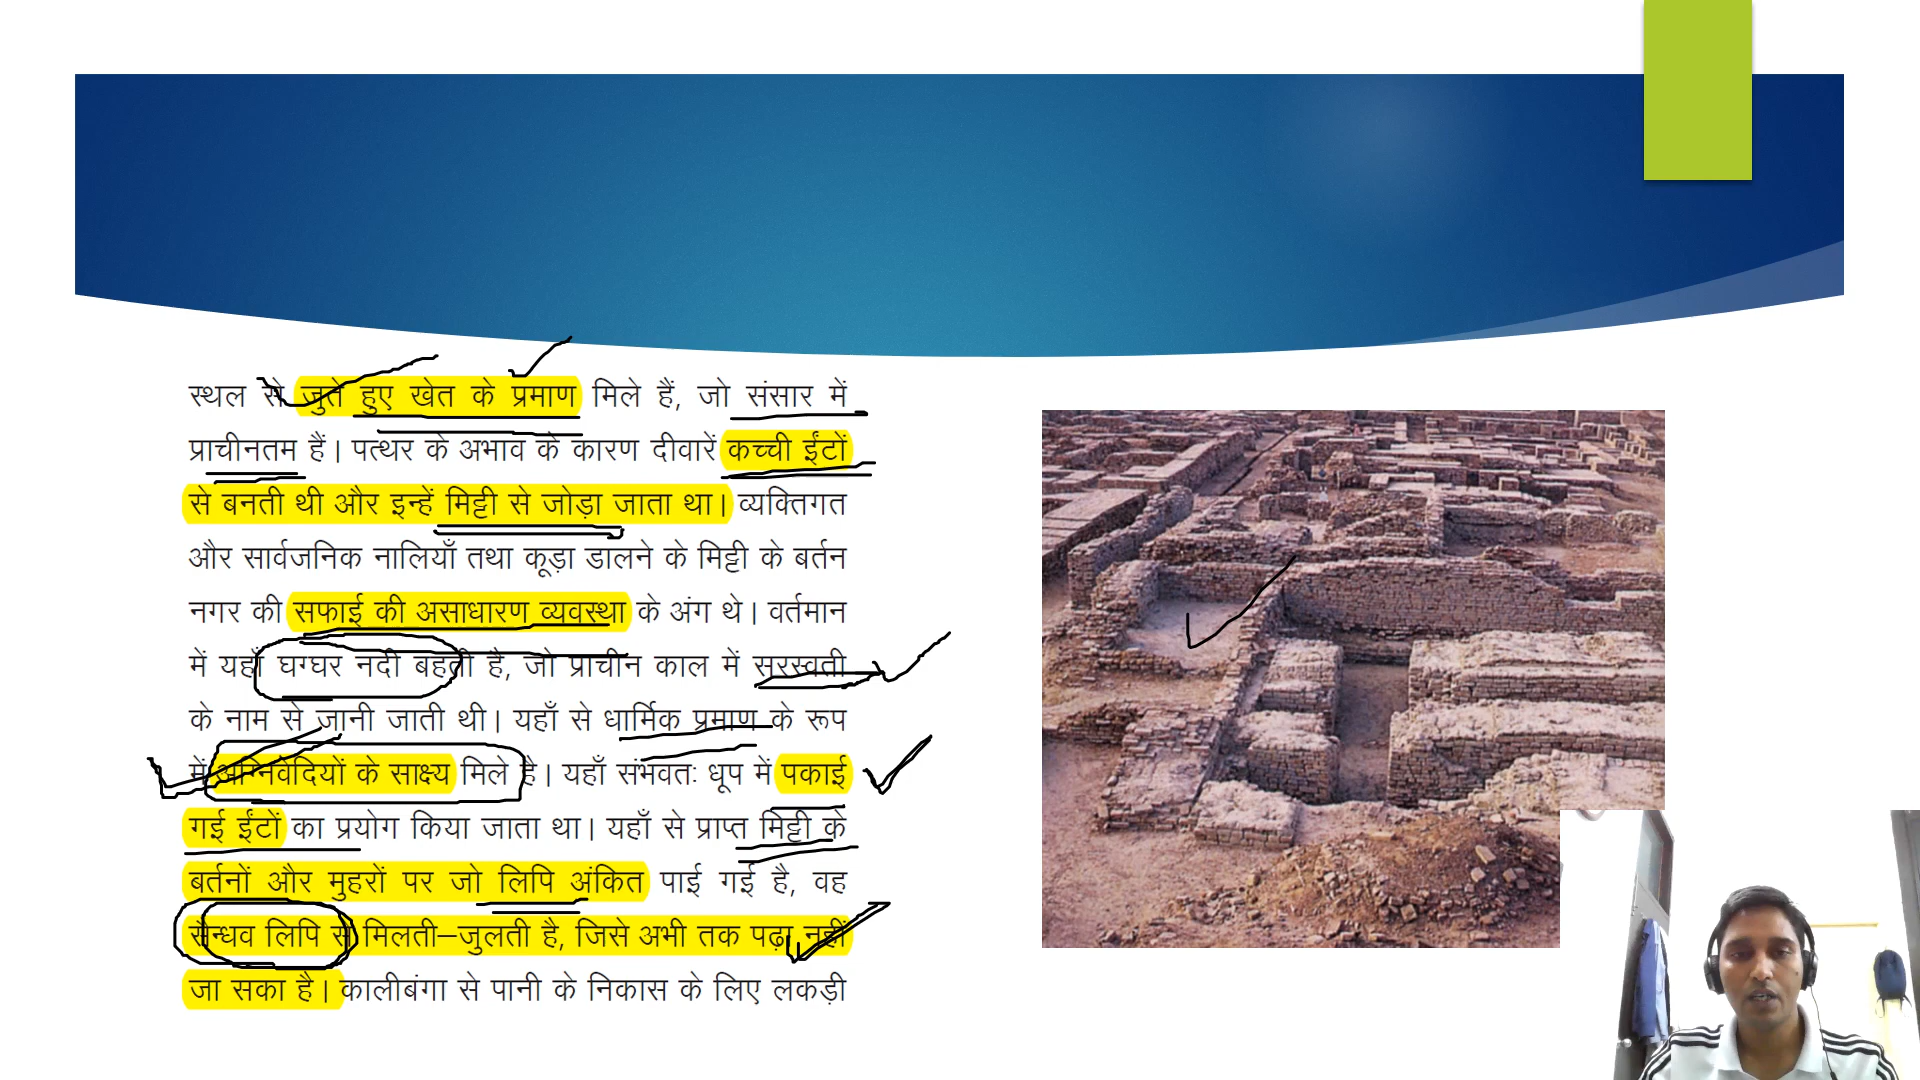 स्थल से जुते हुए खेत के प्रमाण मिले हैं, जो संसार में
प्राचीनतम हैं। पत्थर के अभाव के कारण दीवारें कच्ची ईंटों
से बनती थी और इन्हें मिट्टी से जोड़ा जाता था। व्यक्तिगत
और सार्वजनिक नालियाँ तथा कूड़ा डालने के मिट्टी के बर्तन
नगर की सफाई की असाधारण व्यवस्था के अंग थे। वर्तमान
में यहाँ घग्घर नदी बहती है, जो प्राचीन काल में सरस्वती
के नाम से जानी जाती थी। यहाँ से धार्मिक प्रमाण के रूप
में अग्निवेदियों के साक्ष्य मिले है। यहाँ संभवतः धूप में पकाई
गई ईंटों का प्रयोग किया जाता था। यहाँ से प्राप्त मिट्टी के
बर्तनों और मुहरों पर जो लिपि अंकित पाई गई है, वह
सैन्धव लिपि से मिलती–जुलती है, जिसे अभी तक पढ़ा नहीं
जा सका है। कालीबंगा से पानी के निकास के लिए लकड़ी